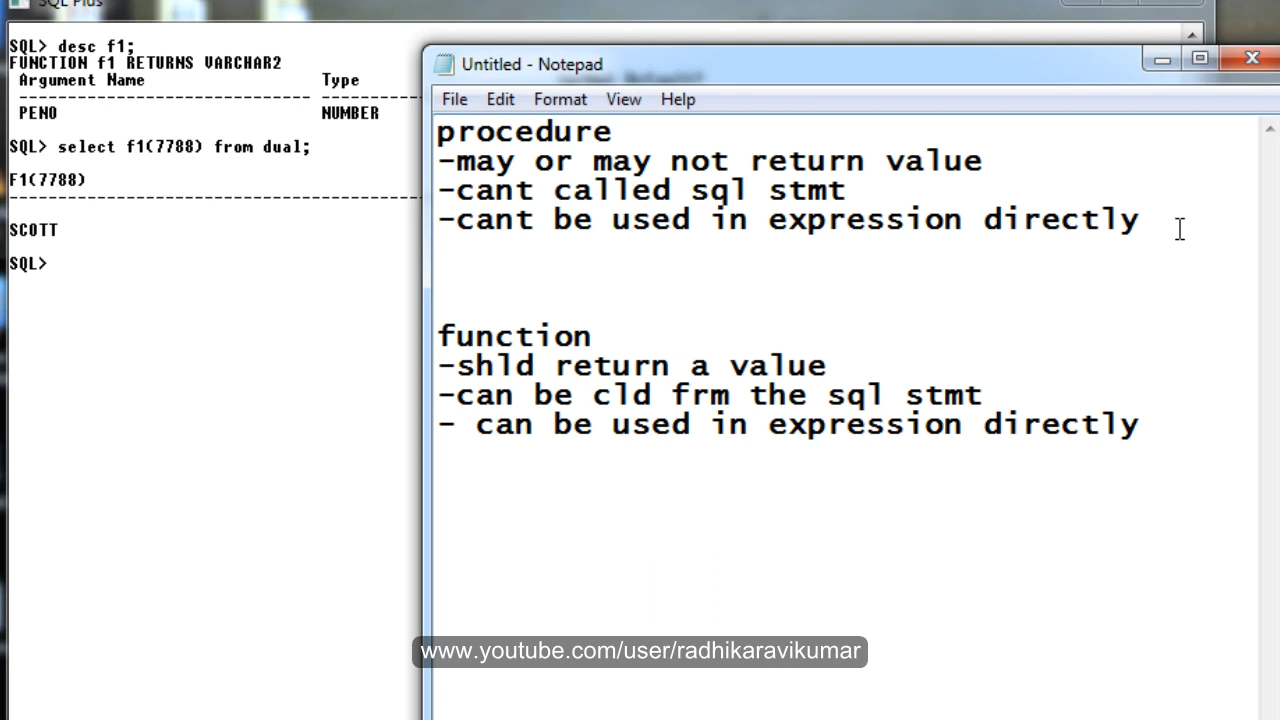 SQL Plus
SQL> desc f1;
FUNCTION f1 RETURNS VARCHAR2
Argument Name Type
PENO NUMBER
SQL> select f1(7788) from dual;
F1(7788)
SCOTT
SQL>
Untitled - Notepad
File Edit Format View Help
procedure
-may or may not return value
-cant called sql stmt
-cant be used in expression directly
function
-shld return a value
-can be cld frm the sql stmt
- can be used in expression directly
www.youtube.com/user/radhikaravikumar